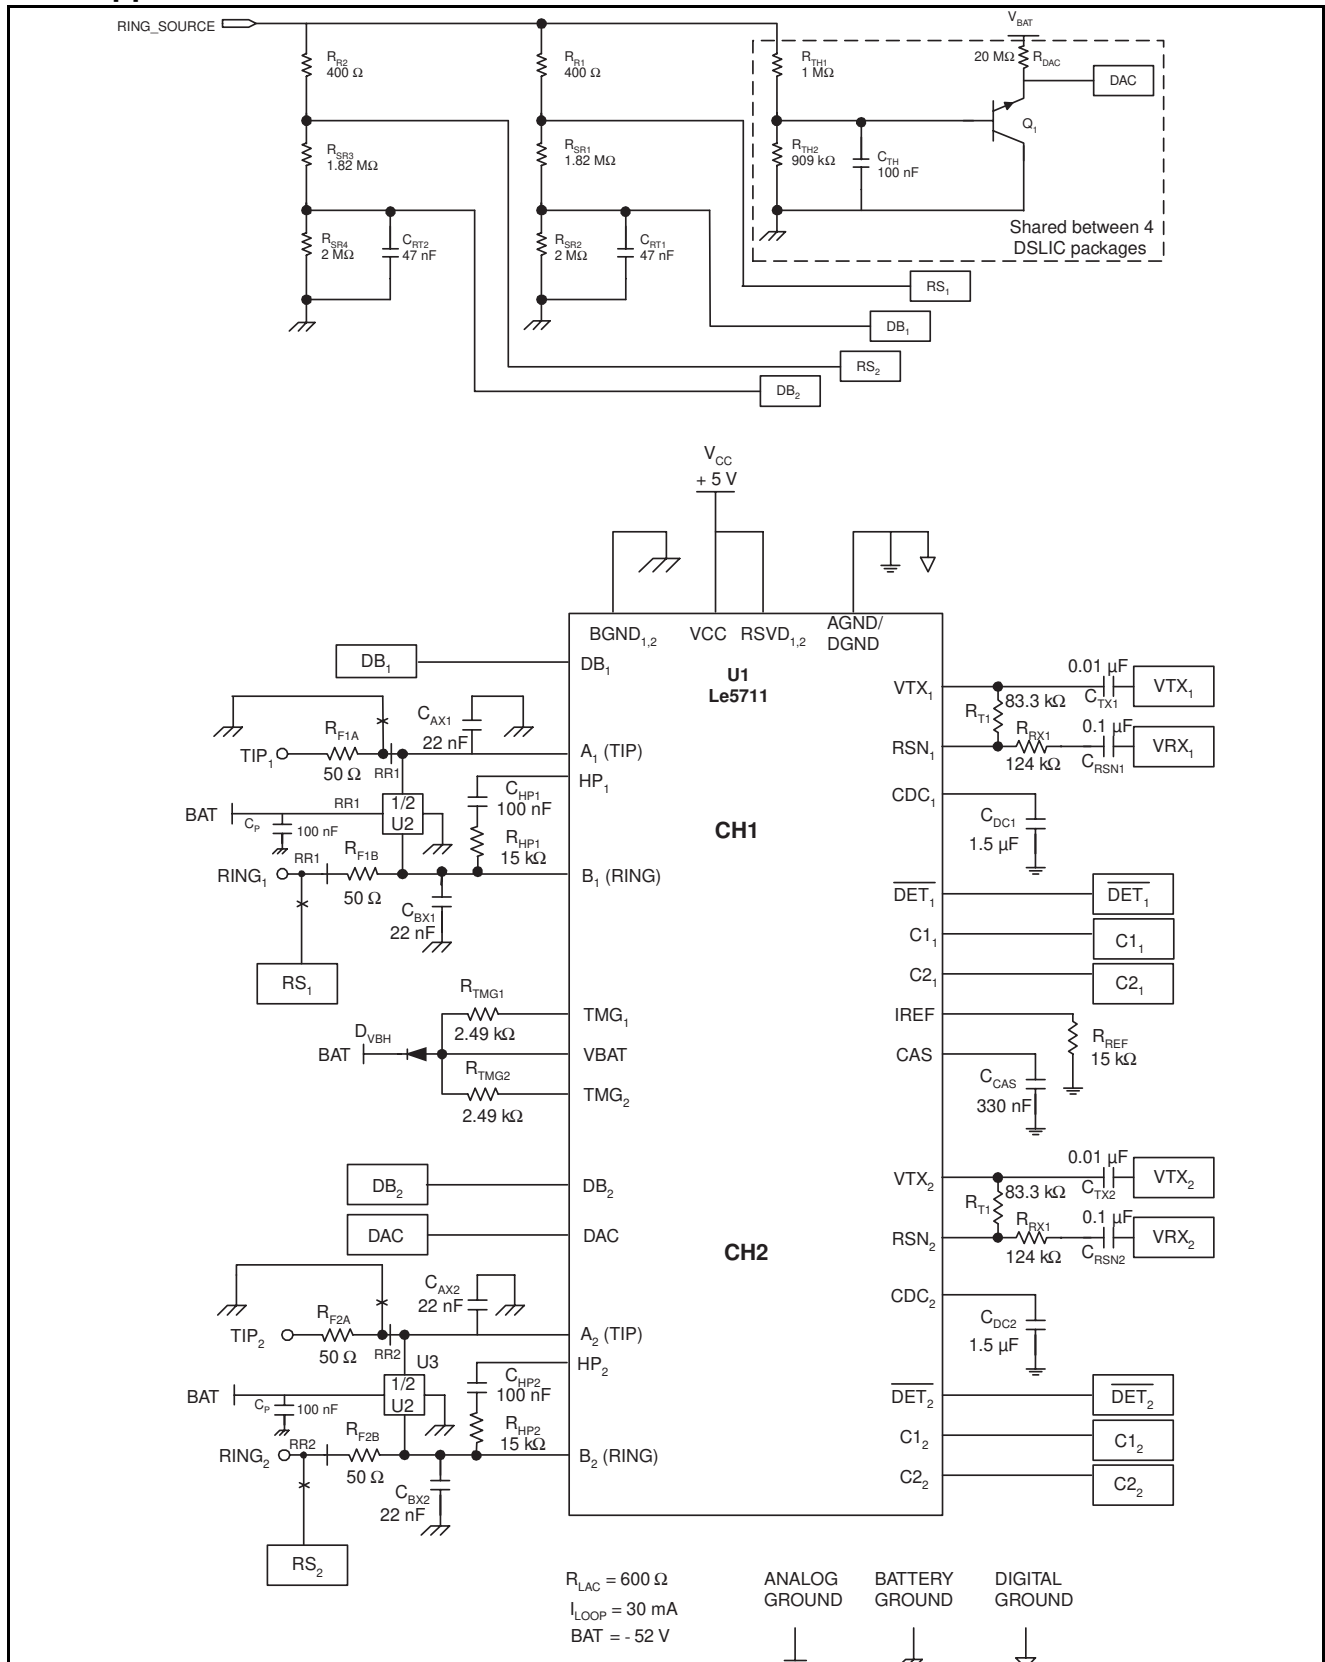 RING_SOURCE
R_R2
400 Ω
R_R1
400 Ω
R_TH1
1 MΩ
V_BAT
20 MΩ R_DAC
DAC
Q_1
R_SR3
1.82 MΩ
R_SR1
1.82 MΩ
R_TH2
909 kΩ
C_TH
100 nF
R_SR4
2 MΩ
C_RT2
47 nF
R_SR2
2 MΩ
C_RT1
47 nF
Shared between 4
DSLIC packages
RS_1
DB_1
RS_2
DB_2
V_CC
+ 5 V
BGND_1,2
VCC
RSVD_1,2
AGND/
DGND
U1
Le5711
DB_1
DB_1
C_AX1
22 nF
R_F1A
TIP_1
50 Ω
RR1
A_1 (TIP)
HP_1
C_HP1
100 nF
BAT
RR1
1/2
U2
C_P
100 nF
R_HP1
15 kΩ
RR1
R_F1B
RING_1
50 Ω
B_1 (RING)
C_BX1
22 nF
RS_1
CH1
VTX_1
0.01 µF
VTX_1
83.3 kΩ
C_TX1
R_T1
R_RX1
0.1 µF
VRX_1
RSN_1
124 kΩ
C_RSN1
CDC_1
C_DC1
1.5 µF
DET_1
DET_1
C1_1
C1_1
C2_1
C2_1
R_TMG1
2.49 kΩ
TMG_1
D_VBH
BAT
VBAT
R_TMG2
2.49 kΩ
TMG_2
IREF
R_REF
15 kΩ
CAS
C_CAS
330 nF
DB_2
DB_2
DAC
DAC
CH2
VTX_2
0.01 µF
VTX_2
83.3 kΩ
C_TX2
R_T1
R_RX1
0.1 µF
VRX_2
RSN_2
124 kΩ
C_RSN2
C_AX2
22 nF
R_F2A
TIP_2
50 Ω
RR2
A_2 (TIP)
U3
HP_2
C_HP2
100 nF
BAT
1/2
U2
C_P
100 nF
R_HP2
15 kΩ
RR2
R_F2B
RING_2
50 Ω
B_2 (RING)
C_BX2
22 nF
RS_2
CDC_2
C_DC2
1.5 µF
DET_2
DET_2
C1_2
C1_2
C2_2
C2_2
R_LAC = 600 Ω
I_LOOP = 30 mA
BAT = - 52 V
ANALOG
GROUND
BATTERY
GROUND
DIGITAL
GROUND